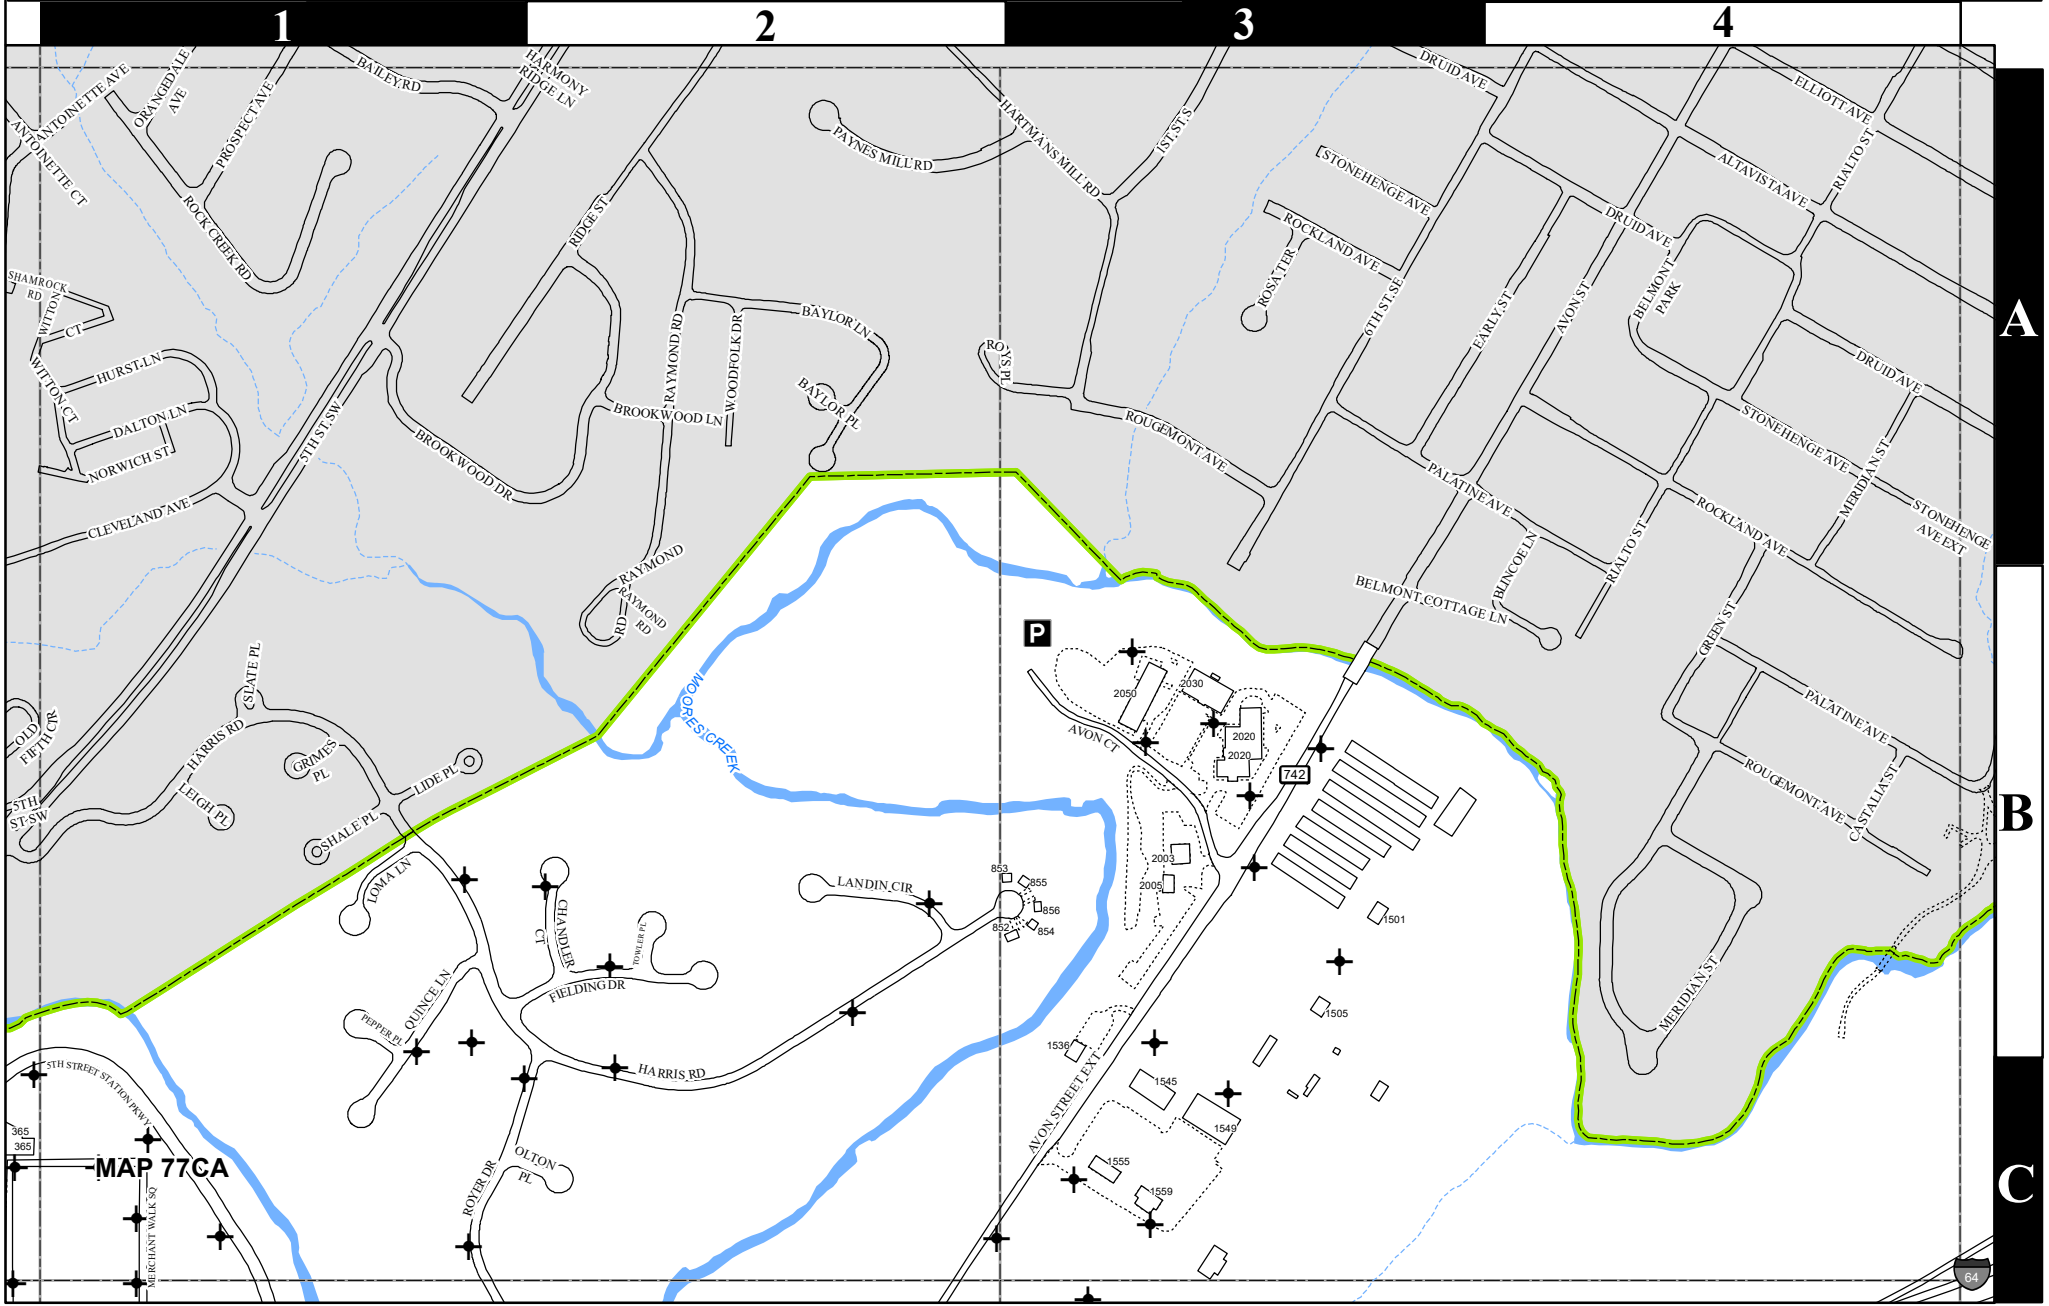 1
2
3
4
A
B
C
ANTOINETTE AVE
ANTOINETTE CT
ORANGEDALE
AVE
PROSPECT AVE
BAILEY RD
HARMONY
RIDGE LN
ROCK CREEK RD
RIDGE ST
PAYNES MILL RD
HARTMANS MILL RD
1ST ST S
DRUID AVE
ELLIOTT AVE
STONEHENGE AVE
ALTAVISTA AVE
RIALTO ST
ROCKLAND AVE
ROSA TER
DRUID AVE
BELMONT
PARK
SHAMROCK
RD
WITTON
CT
WITTON CT
HURST LN
DALTON LN
NORWICH ST
CLEVELAND AVE
5TH ST SW
BROOKWOOD DR
BROOKWOOD LN
RAYMOND RD
WOODFOLK DR
BAYLOR LN
BAYLOR PL
ROYS PL
ROUGEMONT AVE
6TH ST SE
EARLY ST
AVON ST
DRUID AVE
STONEHENGE AVE
MERIDIAN ST
STONEHENGE
AVE EXT
PALATINE AVE
ROCKLAND AVE
RIALTO ST
BLINCOE LN
BELMONT COTTAGE LN
GREEN ST
RAYMOND
RD
RAYMOND
RD
PALATINE AVE
ROUGEMONT AVE
CASTALIA ST
MERIDIAN ST
SLATE PL
OLD
FIFTH CIR
HARRIS RD
GRIMES
PL
LEIGH PL
LIDE PL
SHALE PL
5TH
ST SW
LOMA LN
MOORES CREEK
P
AVON CT
2050
2030
2020
2020
742
2003
2005
1501
1505
LANDIN CIR
853
855
856
854
852
CHANDLER
CT
TOWLER PL
FIELDING DR
QUINCE LN
PEPPER PL
HARRIS RD
1536
1545
1549
1555
1559
AVON STREET EXT
5TH STREET STATION PKWY
365
365
MAP 77CA
MERCHANT WALK SQ
ROYER DR
OLTON
PL
64